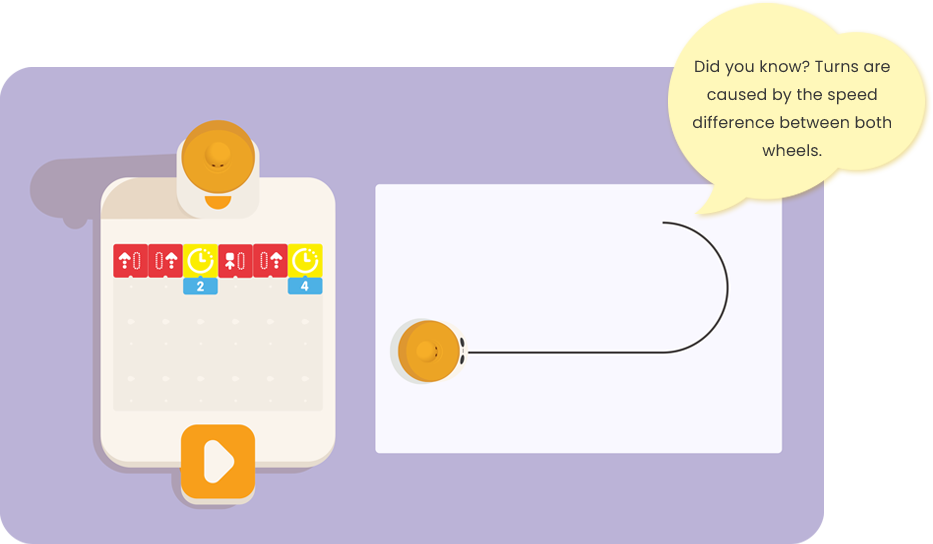 Did you know? Turns are
caused by the speed
difference between both
wheels.
2
4